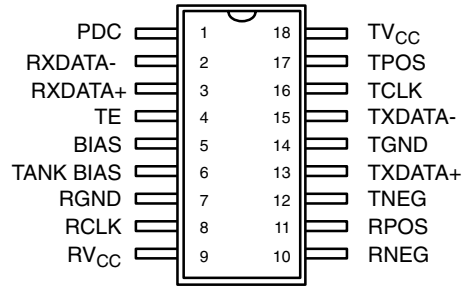 PDC 1 18 TVCC
RXDATA- 2 17 TPOS
RXDATA+ 3 16 TCLK
TE 4 15 TXDATA-
BIAS 5 14 TGND
TANK BIAS 6 13 TXDATA+
RGND 7 12 TNEG
RCLK 8 11 RPOS
RVCC 9 10 RNEG